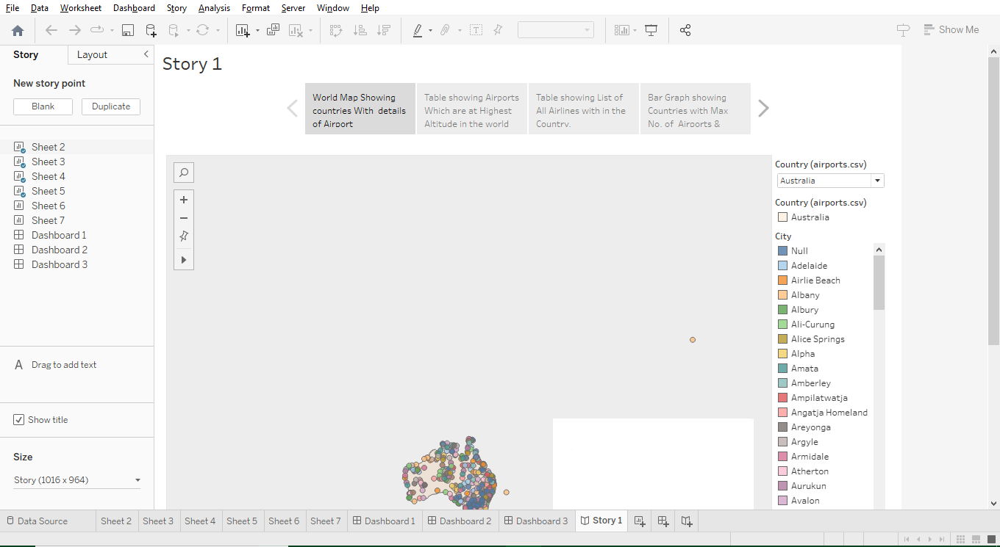 File Data Worksheet Dashboard Story Analysis Format Server Window Help
Show Me
Story Layout
New story point
Blank Duplicate
Sheet 2
Sheet 3
Sheet 4
Sheet 5
Sheet 6
Sheet 7
Dashboard 1
Dashboard 2
Dashboard 3
A Drag to add text
Show title
Size
Story (1016 x 964)
Story 1
World Map Showing
countries With details
of Airport
Table showing Airports
Which are at Highest
Altitude in the world
Table showing List of
All Airlines with in the
Country.
Bar Graph showing
Countries with Max
No. of Airports &
Country (airports.csv)
Australia
Country (airports.csv)
Australia
City
Null
Adelaide
Airlie Beach
Albany
Albury
Ali-Curung
Alice Springs
Alpha
Amata
Amberley
Ampilatwatja
Angatja Homeland
Areyonga
Argyle
Armidale
Atherton
Aurukun
Avalon
Data Source Sheet 2 Sheet 3 Sheet 4 Sheet 5 Sheet 6 Sheet 7 Dashboard 1 Dashboard 2 Dashboard 3 Story 1